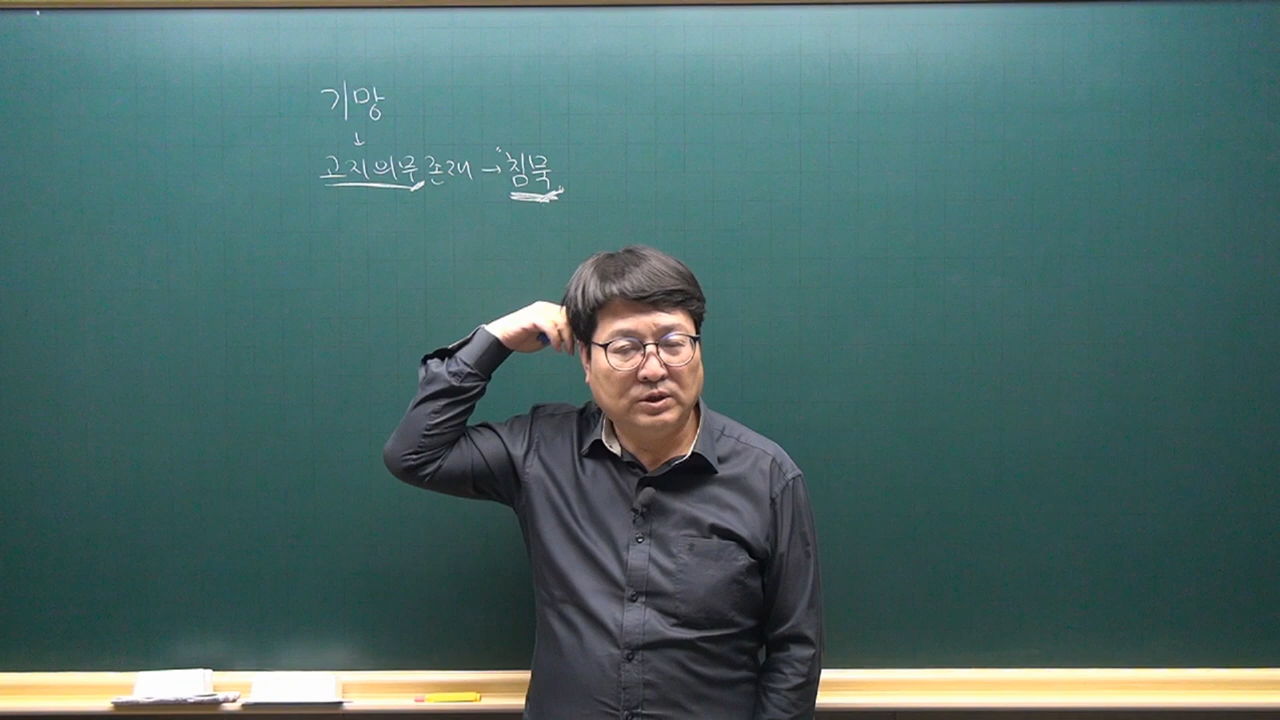 기망
↓
고지의무 존재 → 침묵